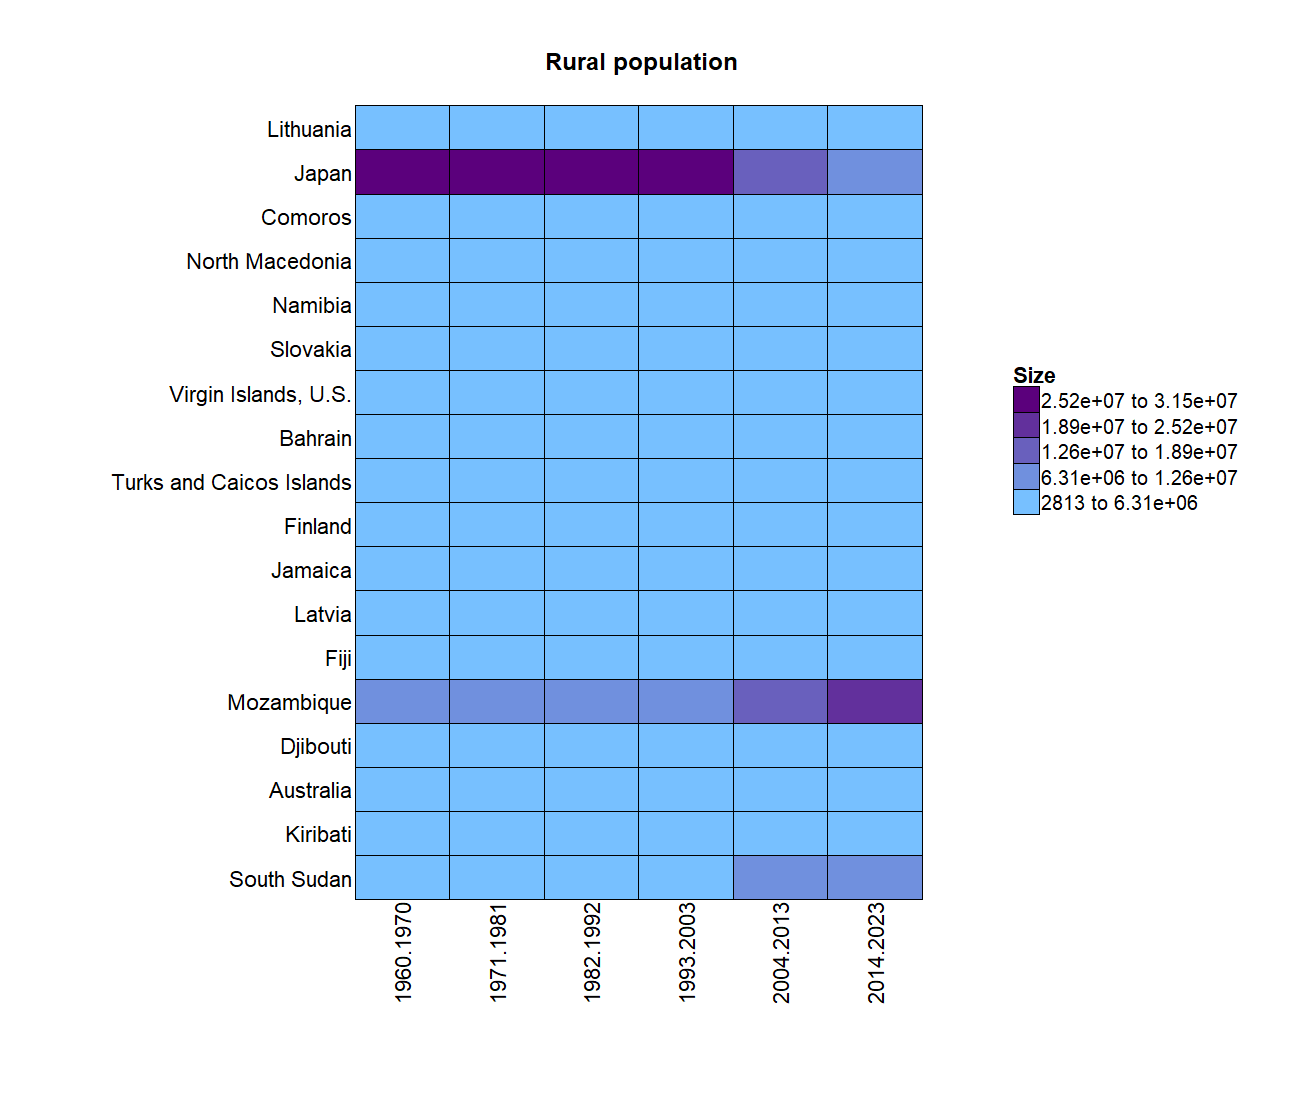 Rural population
Lithuania
Japan
Comoros
North Macedonia
Namibia
Slovakia
Virgin Islands, U.S.
Bahrain
Turks and Caicos Islands
Finland
Jamaica
Latvia
Fiji
Mozambique
Djibouti
Australia
Kiribati
South Sudan
1960.1970
1971.1981
1982.1992
1993.2003
2004.2013
2014.2023
Size
2.52e+07 to 3.15e+07
1.89e+07 to 2.52e+07
1.26e+07 to 1.89e+07
6.31e+06 to 1.26e+07
2813 to 6.31e+06